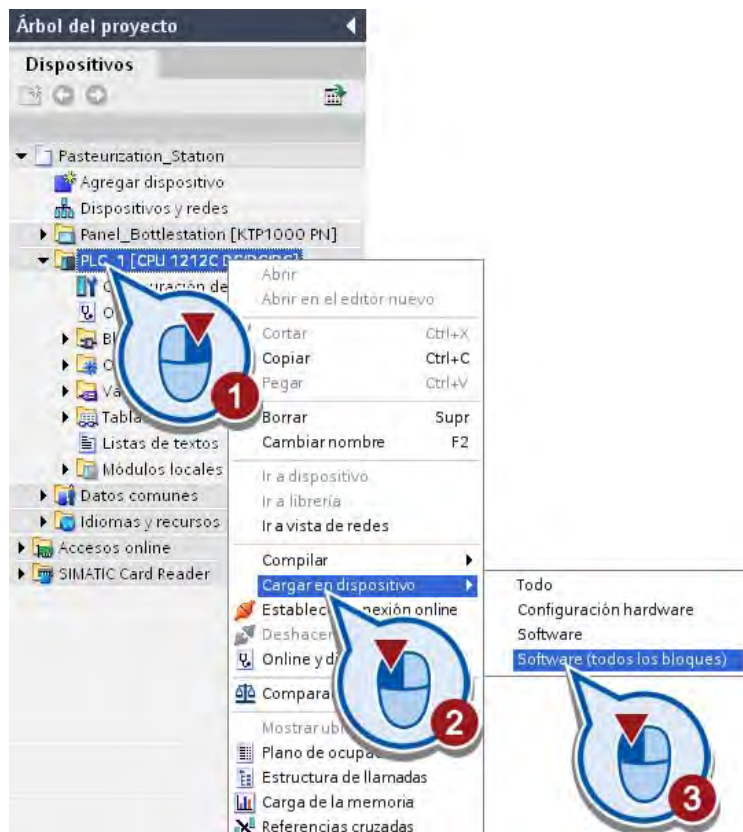 Árbol del proyecto
Dispositivos
Pasteurization_Station
Agregar dispositivo
Dispositivos y redes
Panel_Bottlestation [KTP1000 PN]
PLC_1 [CPU 1212C
Tabla
Listas de textos
Módulos locales
Datos comunes
Idiomas y recursos
Accesos online
SIMATIC Card Reader
1
Abrir
Abrir en el editor nuevo
Cortar Ctrl+X
Copiar Ctrl+C
Pegar Ctrl+V
Borrar Supr
Cambiar nombre F2
Ir a dispositivo
Ir a librería
Ir a vista de redes
Compilar
Cargar en dispositivo
online
Deshacer
Online y
Compara
Mostrar
Plano de
Estructura de llamadas
Carga de la memoria
Referencias cruzadas
2
Todo
Configuración hardware
Software
Software (todos los bloques)
3